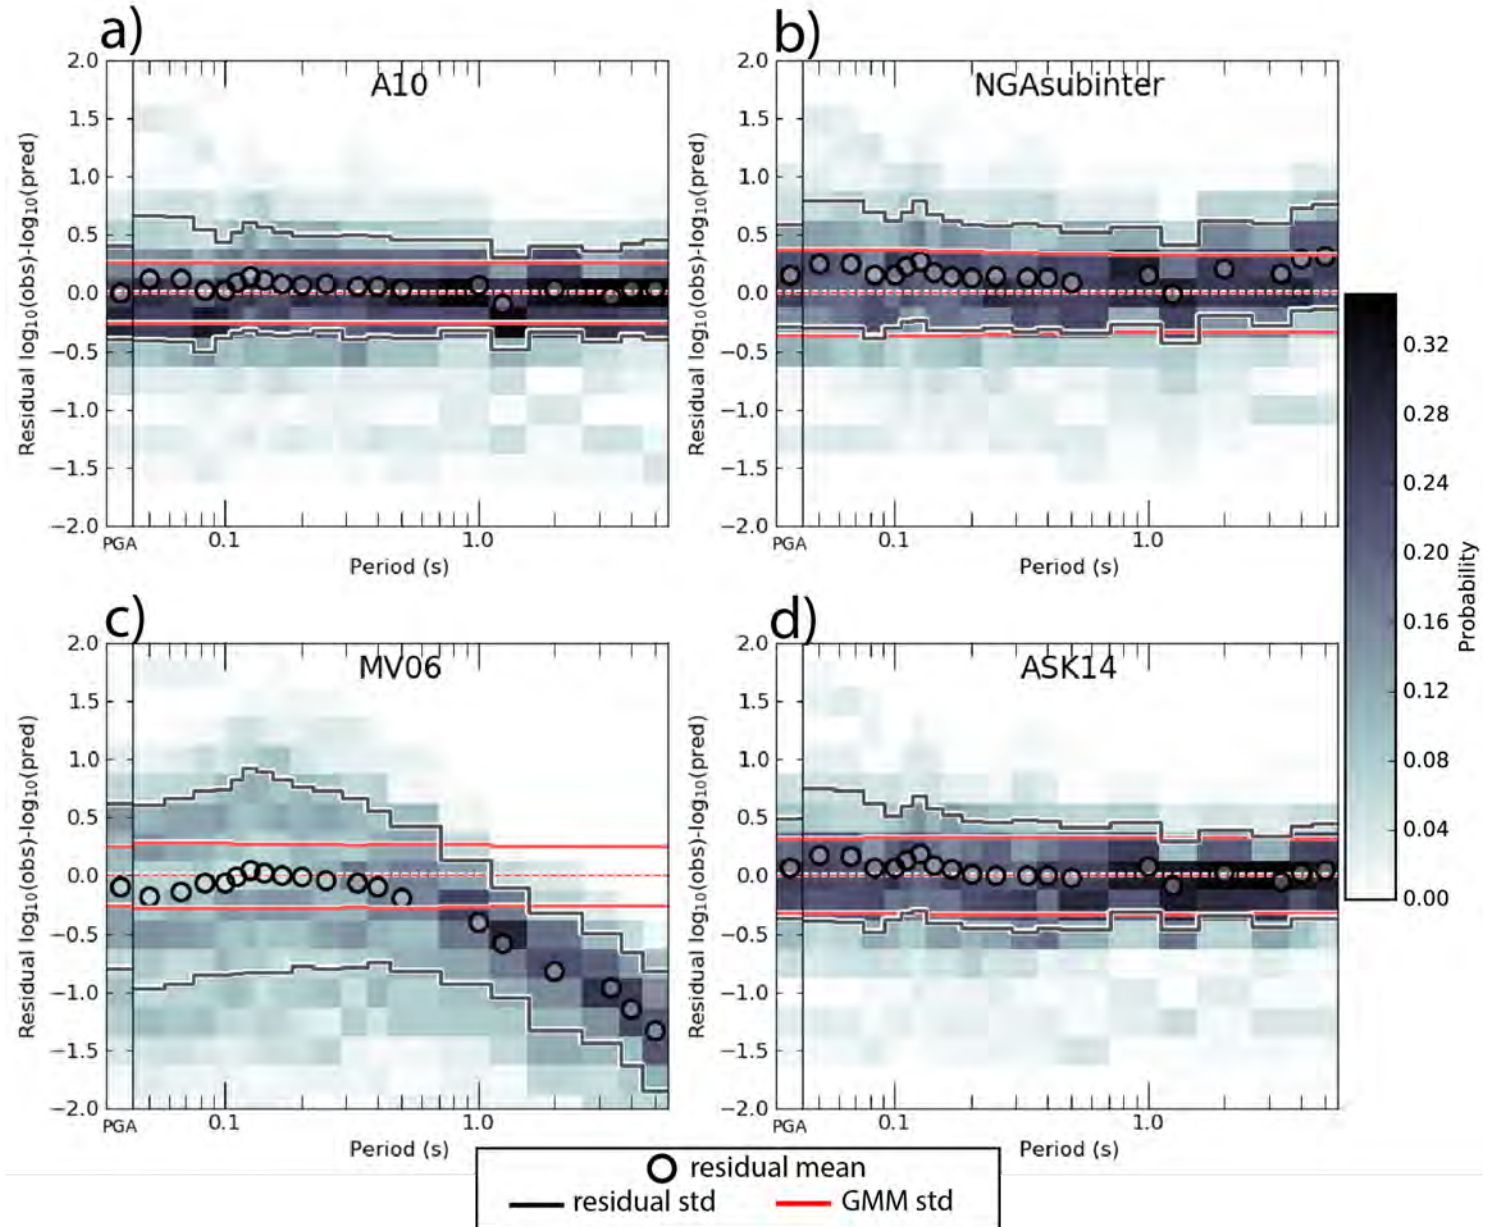 a)
A10
2.0
1.5
1.0
0.5
0.0
−0.5
−1.0
−1.5
−2.0
Residual log10(obs)-log10(pred)
PGA 0.1 1.0
Period (s)
b)
NGAsubinter
2.0
1.5
1.0
0.5
0.0
−0.5
−1.0
−1.5
−2.0
Residual log10(obs)-log10(pred)
PGA 0.1 1.0
Period (s)
c)
MV06
2.0
1.5
1.0
0.5
0.0
−0.5
−1.0
−1.5
−2.0
Residual log10(obs)-log10(pred)
PGA 0.1 1.0
Period (s)
d)
ASK14
2.0
1.5
1.0
0.5
0.0
−0.5
−1.0
−1.5
−2.0
Residual log10(obs)-log10(pred)
PGA 0.1 1.0
Period (s)
0.32
0.28
0.24
0.20
0.16
0.12
0.08
0.04
0.00
Probability
residual mean
residual std GMM std